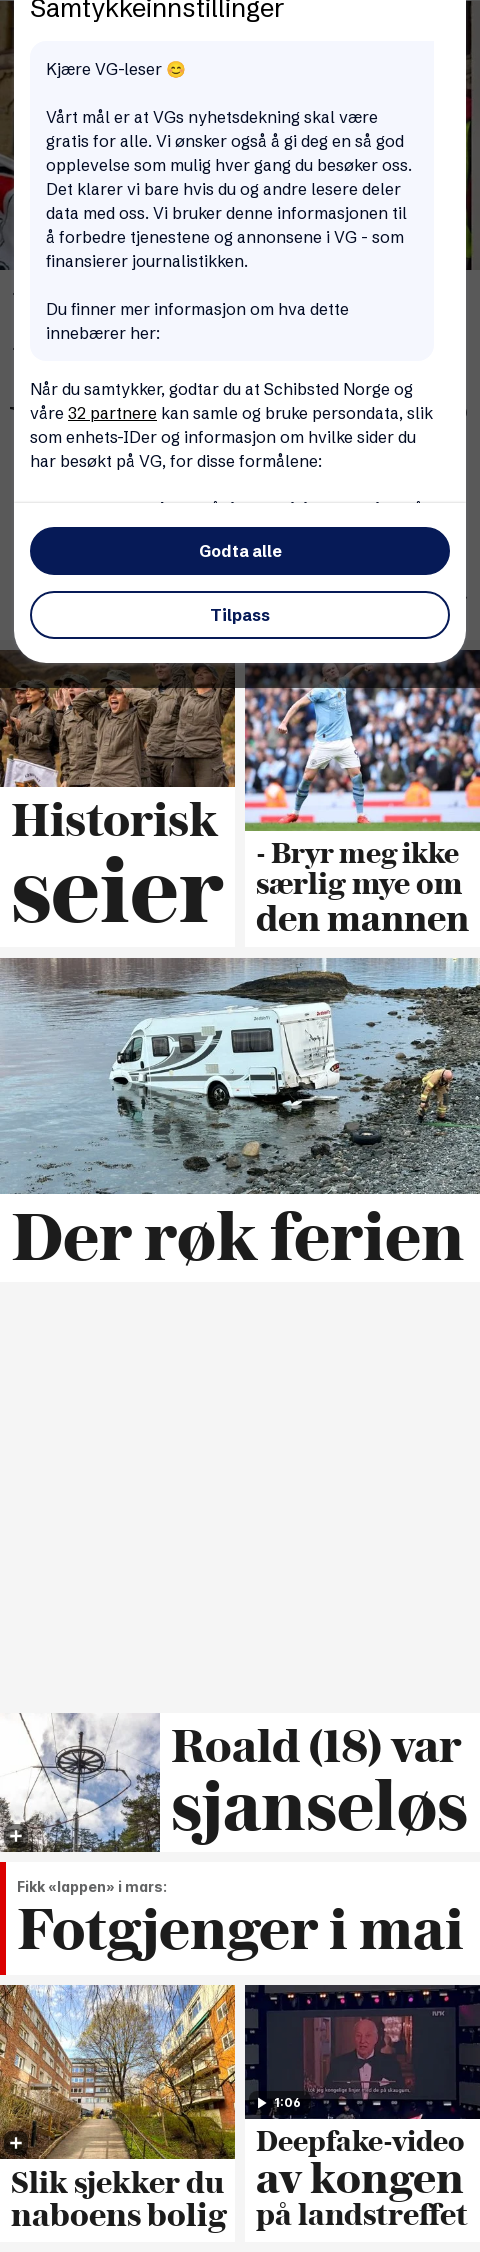 Samtykkeinnstillinger
Kjære VG-leser 😊
Vårt mål er at VGs nyhetsdekning skal være
gratis for alle. Vi ønsker også å gi deg en så god
opplevelse som mulig hver gang du besøker oss.
Det klarer vi bare hvis du og andre lesere deler
data med oss. Vi bruker denne informasjonen til
å forbedre tjenestene og annonsene i VG - som
finansierer journalistikken.
Du finner mer informasjon om hva dette
innebærer her:
Når du samtykker, godtar du at Schibsted Norge og
våre 32 partnere kan samle og bruke persondata, slik
som enhets-IDer og informasjon om hvilke sider du
har besøkt på VG, for disse formålene:
Godta alle
Tilpass
Historisk
seier
- Bryr meg ikke
særlig mye om
den mannen
Der røk ferien
Roald (18) var
sjanseløs
Fikk «lappen» i mars:
Fotgjenger i mai
Slik sjekker du
naboens bolig
NRK
1:06
Deepfake-video
av kongen
på landstreffet